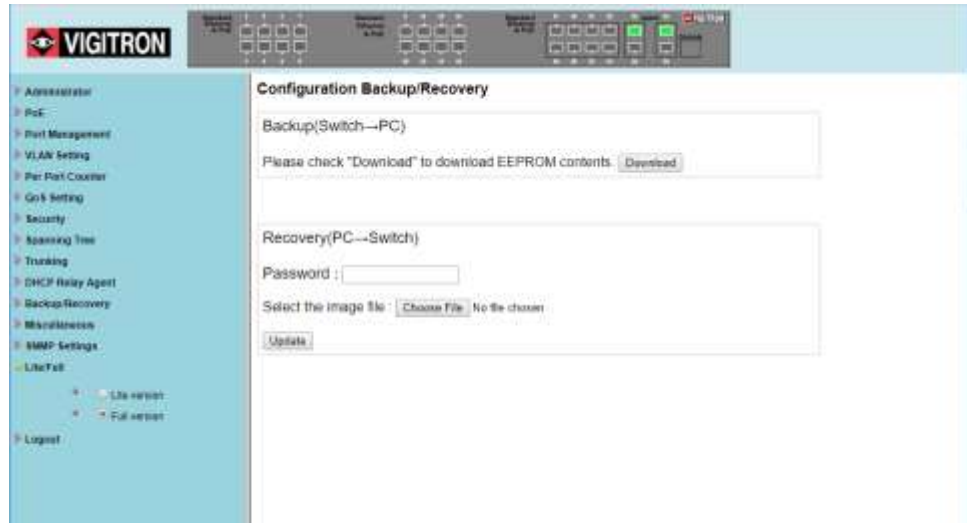 VIGITRON
Administrator
PoE
Port Management
VLAN Setting
Per Port Counter
QoS Setting
Security
Spanning Tree
Trunking
DHCP Relay Agent
Backup/Recovery
Miscellaneous
SNMP Settings
Lite/Full
Lite version
Full version
Logout
Configuration Backup/Recovery
Backup(Switch→PC)
Please check "Download" to download EEPROM contents. Download
Recovery(PC→Switch)
Password :
Select the image file : Choose File No file chosen
Update